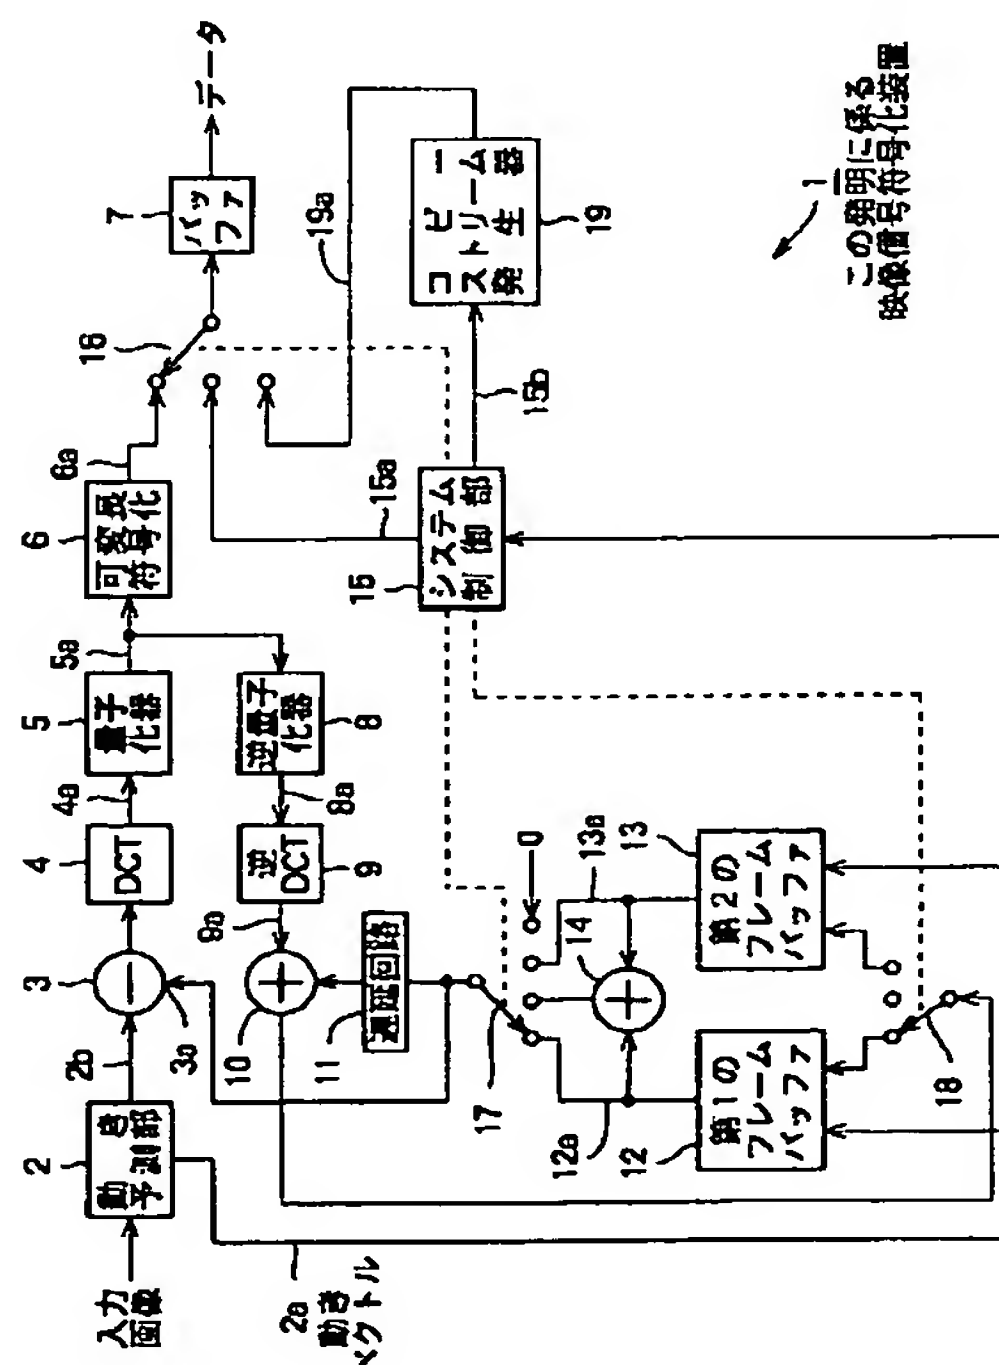 入力
画像
2
動き
予測部
2b
3
3a
4
DCT
4a
5
量子
化器
5a
6
可変長
符号化
6a
16
7
バッ
ファ
データ
8
逆量子
化器
8a
9
逆
DCT
9a
10
11
遅延回路
15
システム
制御部
15a
15b
19
コピー
ストリーム
発生器
19a
17
12
第1の
フレーム
バッファ
12a
13
第2の
フレーム
バッファ
13a
14
0
18
2a
動き
ベクトル
1
この発明に係る
映像信号符号化装置